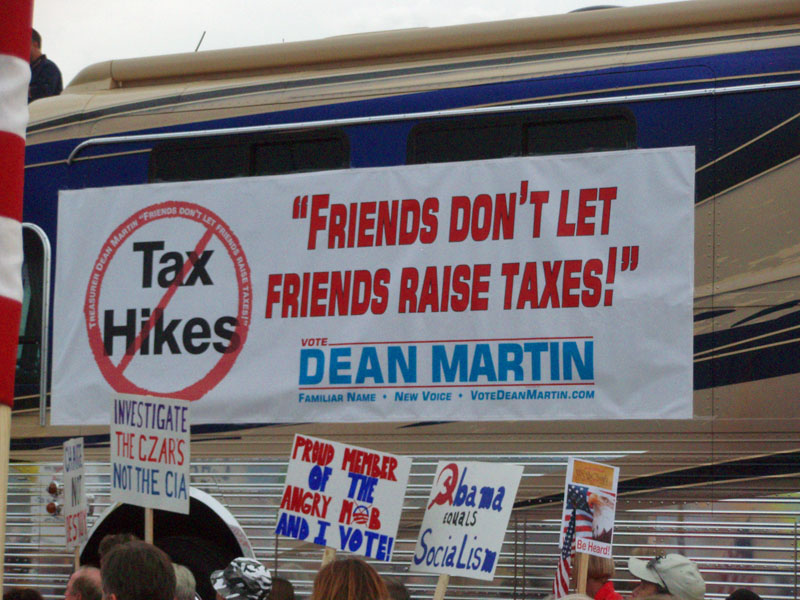 "FRIENDS DON'T LET
FRIENDS RAISE TAXES!"
TREASURER DEAN MARTIN "FRIENDS DON'T LET FRIENDS RAISE TAXES!"
Tax
Hikes
VOTE
DEAN MARTIN
FAMILIAR NAME • NEW VOICE • VOTEDEANMARTIN.COM
INVESTIGATE
THE CZAR'S
NOT THE CIA
NOT
PROUD MEMBER
OF THE
ANGRY MOB
AND I VOTE!
Obama
EQUALS
SociaLisM
Be Heard!